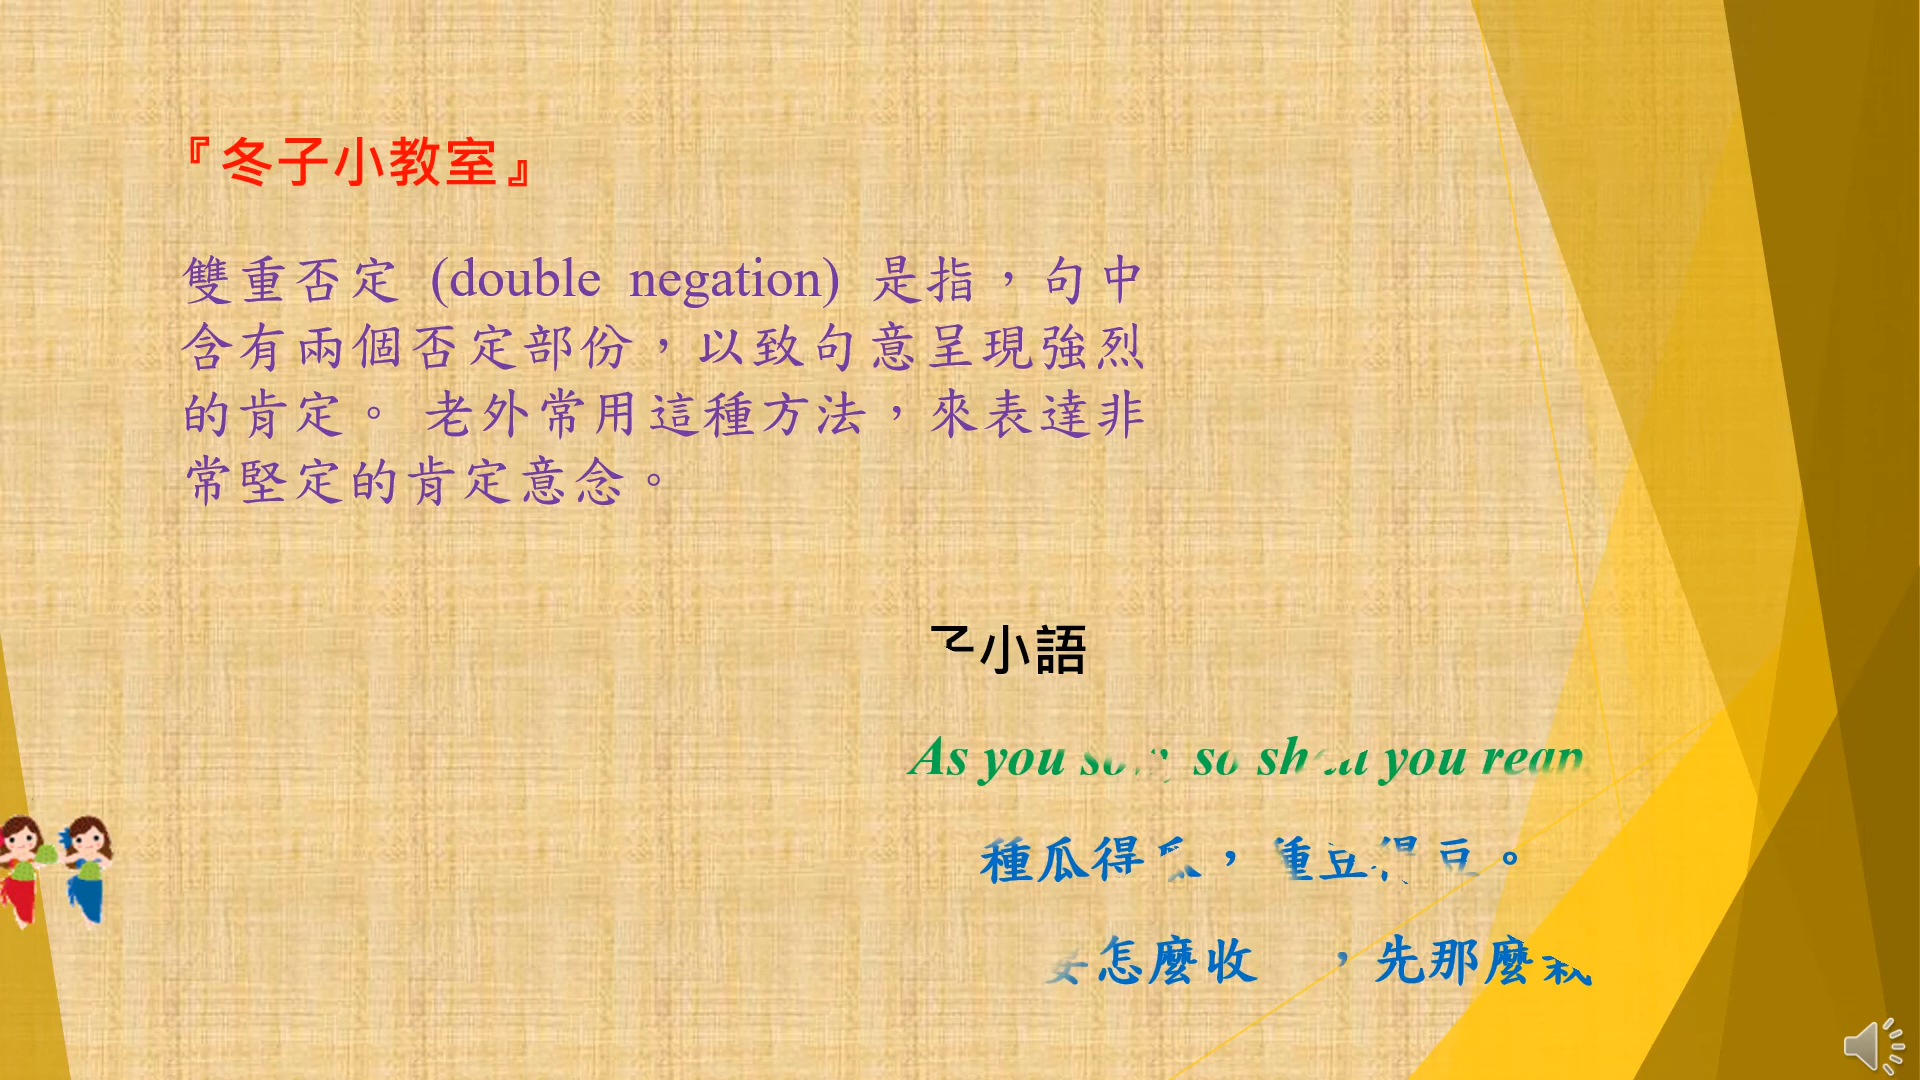 『冬子小教室』
雙重否定 (double negation) 是指，句中
含有兩個否定部份，以致句意呈現強烈
的肯定。 老外常用這種方法，來表達非
常堅定的肯定意念。
小語
As you so shall you reap
種瓜得瓜，種豆得豆。
要怎麼收 ，先那麼栽